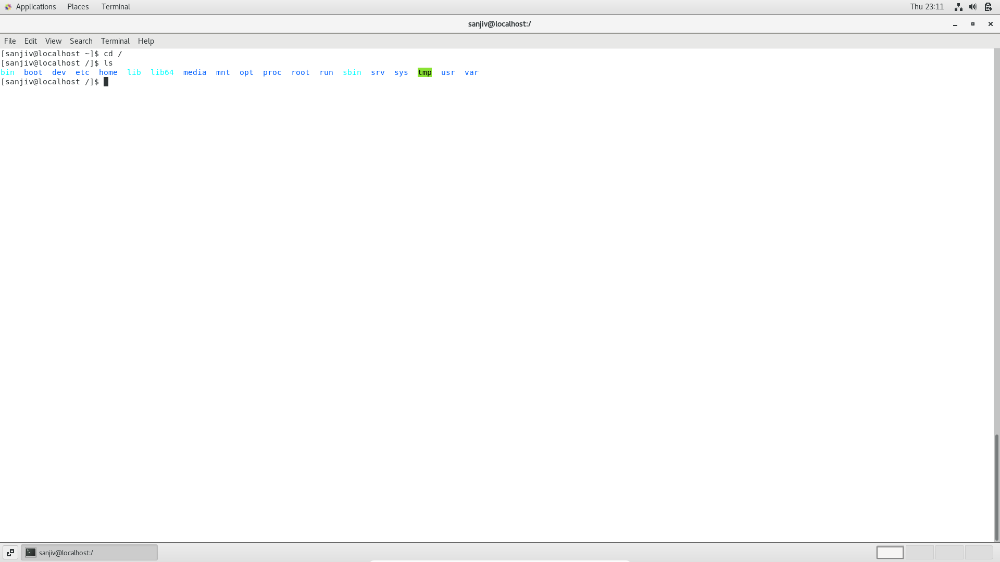 Applications Places Terminal Thu 23:11
sanjiv@localhost:/
File Edit View Search Terminal Help
[sanjiv@localhost ~]$ cd /
[sanjiv@localhost /]$ ls
bin boot dev etc home lib lib64 media mnt opt proc root run sbin srv sys tmp usr var
[sanjiv@localhost /]$
sanjiv@localhost:/